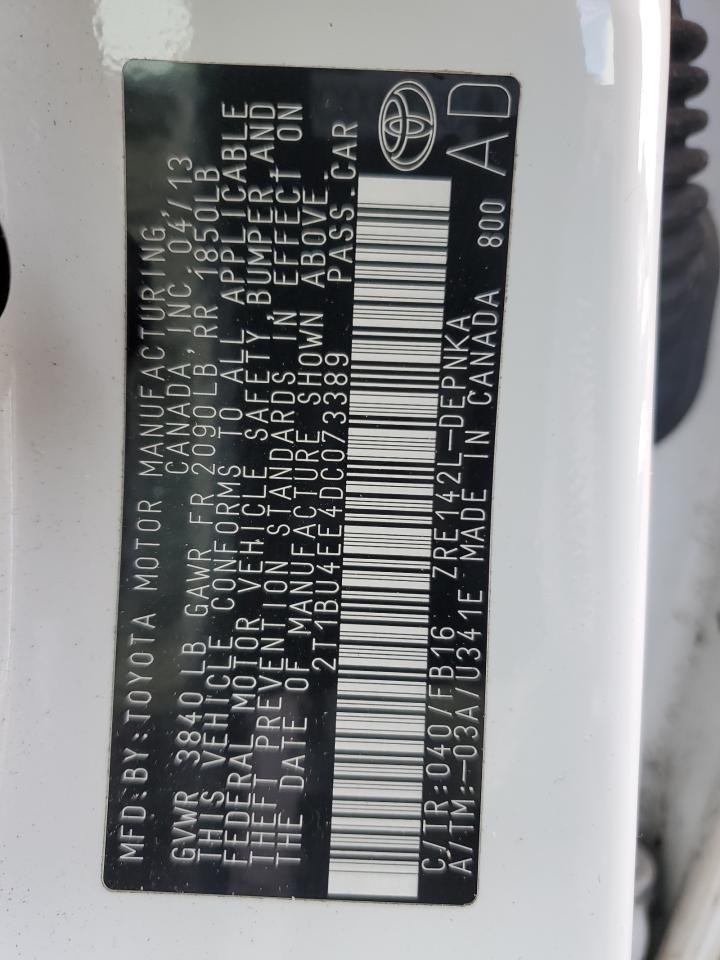 MFD.BY:TOYOTA MOTOR MANUFACTURING
CANADA, INC. 04/13
GVWR 3840LB GAWR FR 2090LB, RR 1850LB
THIS VEHICLE CONFORMS TO ALL APPLICABLE
FEDERAL MOTOR VEHICLE SAFETY, BUMPER, AND
THEFT PREVENTION STANDARDS IN EFFECT ON
THE DATE OF MANUFACTURE SHOWN ABOVE.
2T1BU4EE4DC073389 PASS.CAR
C/TR:040/FB16 ZRE142L-DEPNKA
A/TM:-03A/U341E MADE IN CANADA 800
AD